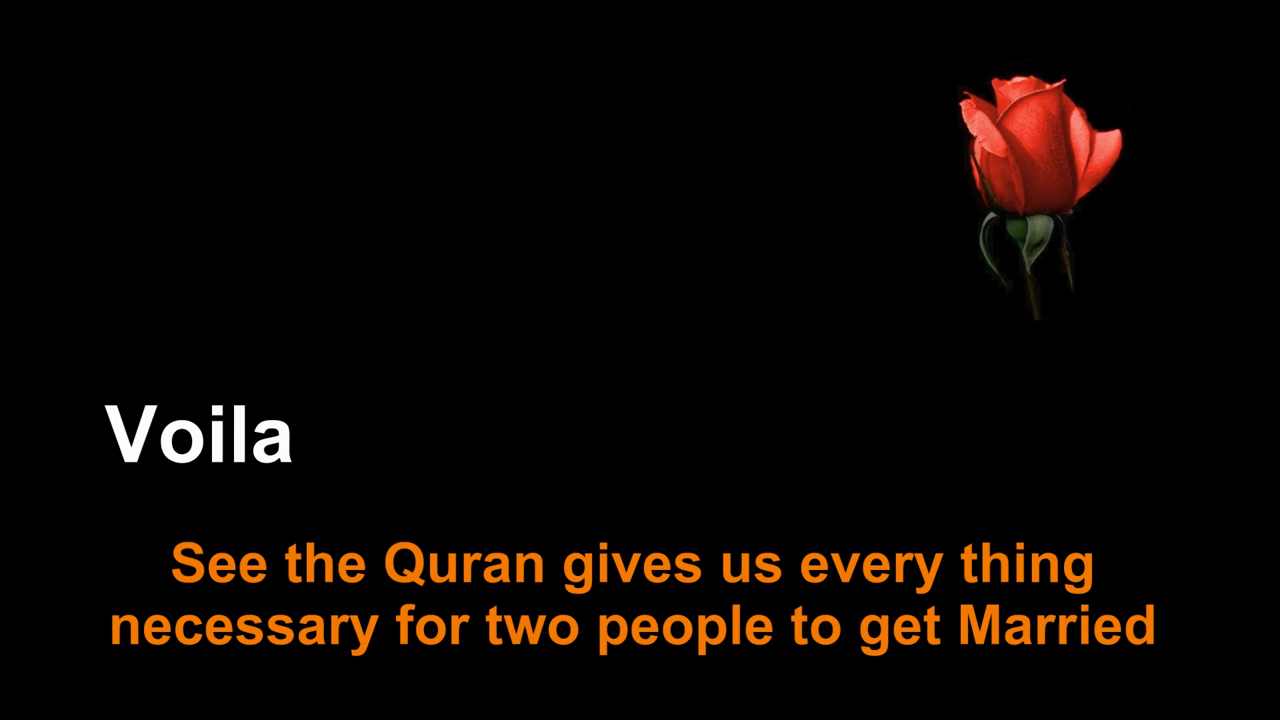 Voila
See the Quran gives us every thing
necessary for two people to get Married